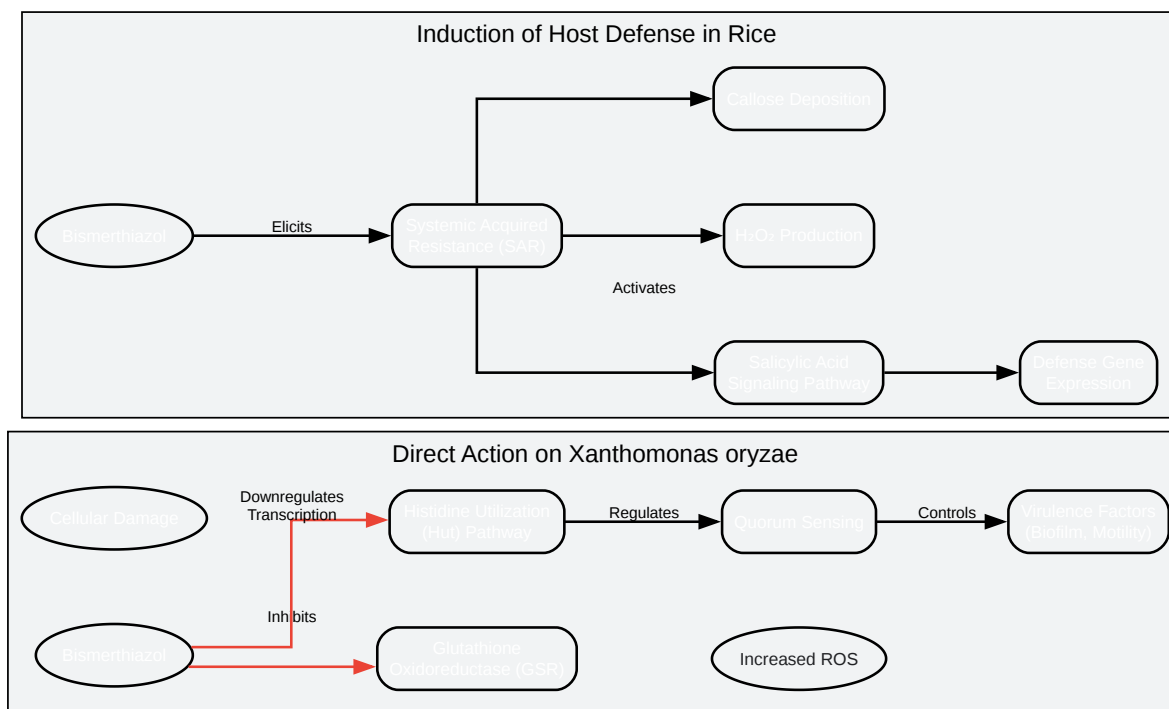 Induction of Host Defense in Rice
Callose Deposition
Bismerthiazol
Elicits
Systemic Acquired
Resistance (SAR)
H₂O₂ Production
Activates
Salicylic Acid
Signaling Pathway
Defense Gene
Expression
Direct Action on Xanthomonas oryzae
Cellular Damage
Downregulates
Transcription
Histidine Utilization
(Hut) Pathway
Regulates
Quorum Sensing
Controls
Virulence Factors
(Biofilm, Motility)
Inhibits
Bismerthiazol
Glutathione
Oxidoreductase (GSR)
Increased ROS